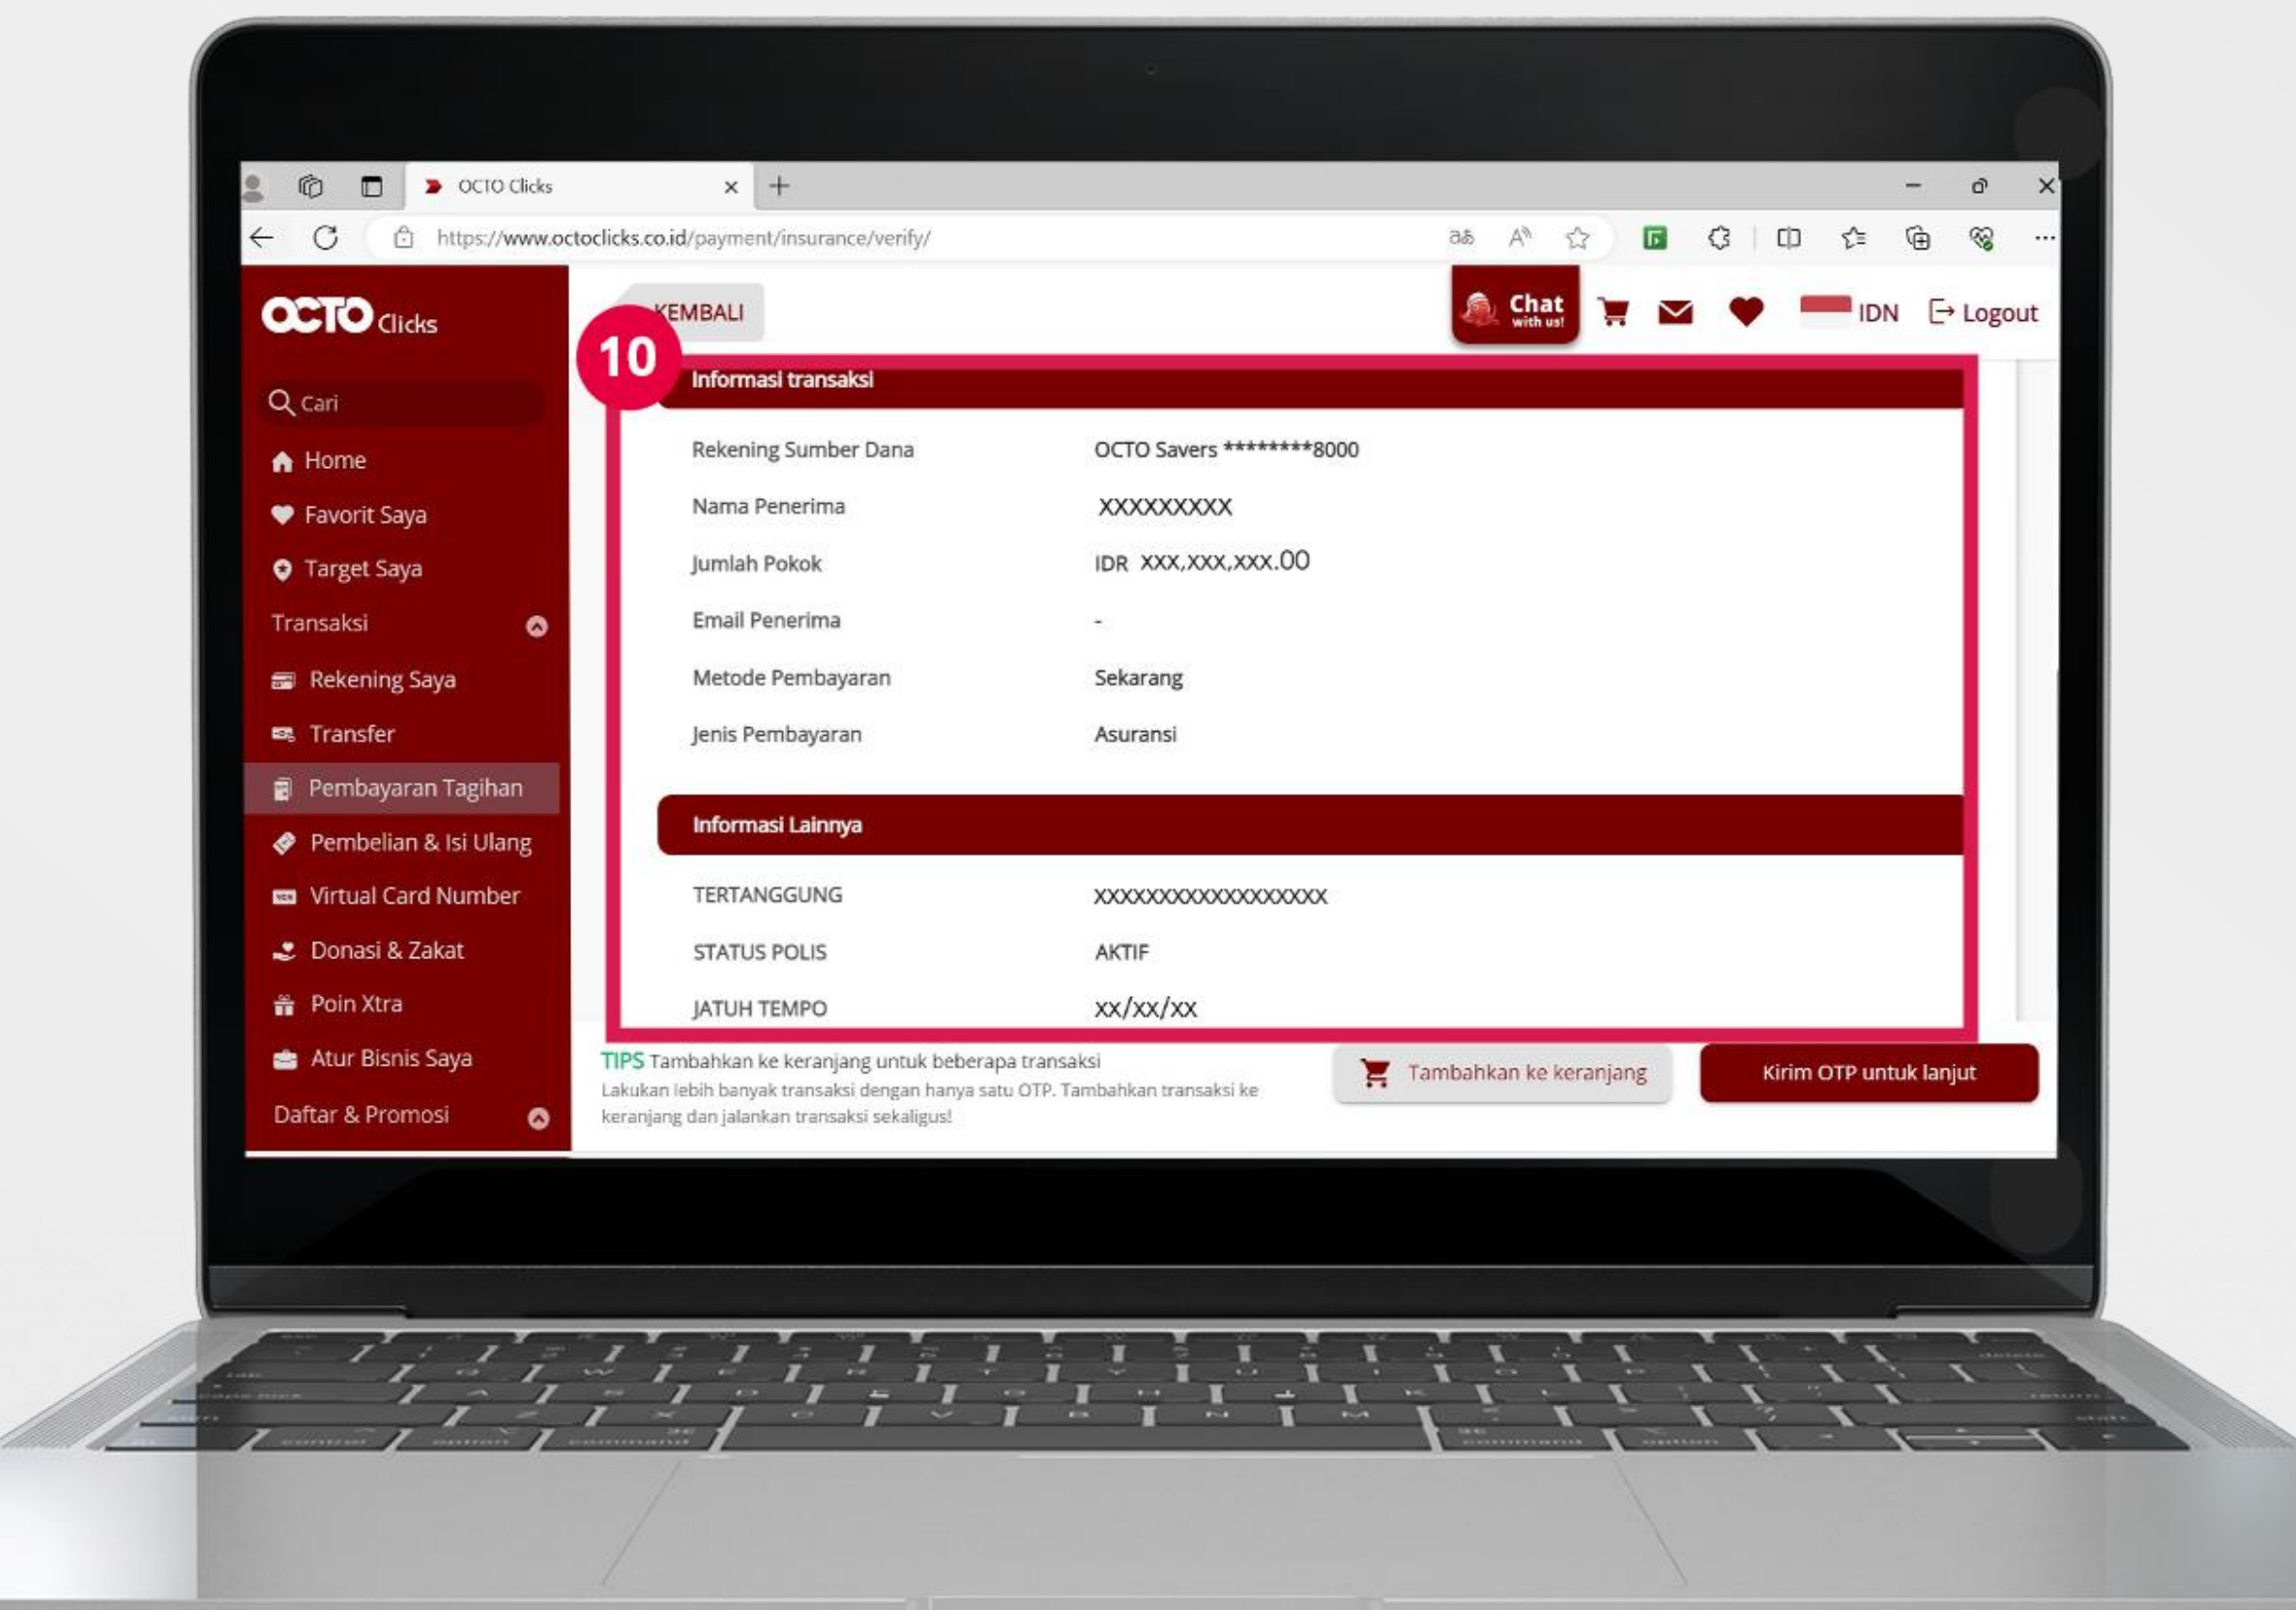 OCTO Clicks
https://www.octoclicks.co.id/payment/insurance/verify/
OCTO Clicks
Cari
Home
Favorit Saya
Target Saya
Transaksi
Rekening Saya
Transfer
Pembayaran Tagihan
Pembelian & Isi Ulang
Virtual Card Number
Donasi & Zakat
Poin Xtra
Atur Bisnis Saya
Daftar & Promosi
KEMBALI
Chat
with us!
IDN
Logout
10
Informasi transaksi
Rekening Sumber Dana OCTO Savers ********8000
Nama Penerima XXXXXXXXX
Jumlah Pokok IDR xxx,xxx,xxx.00
Email Penerima -
Metode Pembayaran Sekarang
Jenis Pembayaran Asuransi
Informasi Lainnya
TERTANGGUNG XXXXXXXXXXXXXXXXXX
STATUS POLIS AKTIF
JATUH TEMPO xx/xx/xx
TIPS Tambahkan ke keranjang untuk beberapa transaksi
Lakukan lebih banyak transaksi dengan hanya satu OTP. Tambahkan transaksi ke
keranjang dan jalankan transaksi sekaligus!
Tambahkan ke keranjang
Kirim OTP untuk lanjut